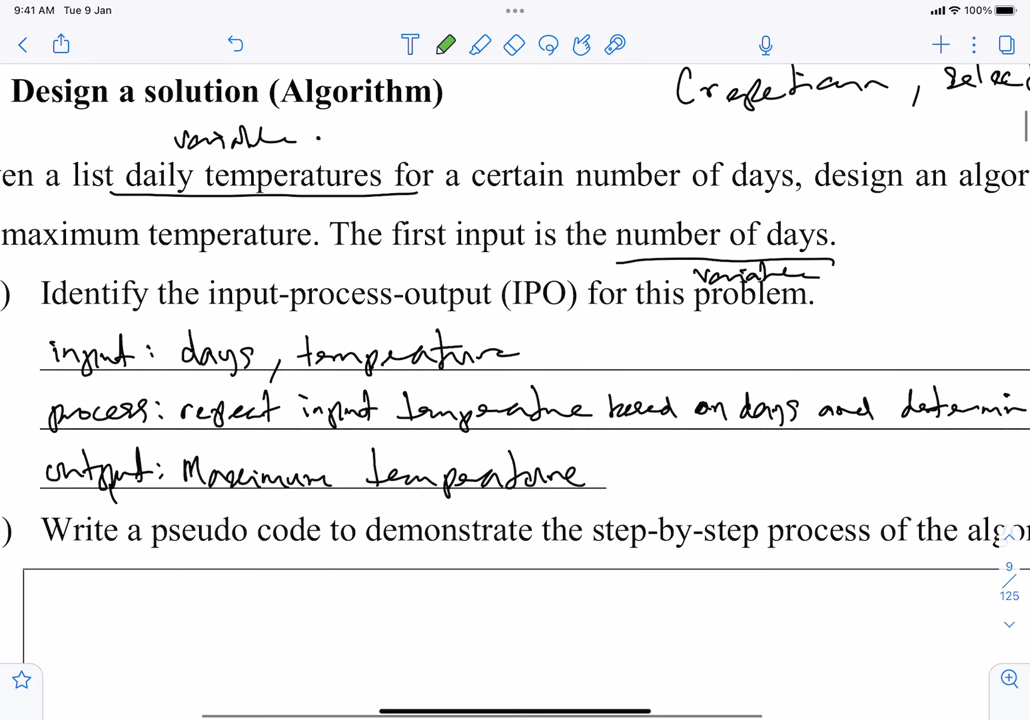 9:41 AM Tue 9 Jan
100%
Design a solution (Algorithm)
, selec
variable .
en a list daily temperatures for a certain number of days, design an algor
maximum temperature. The first input is the number of days.
variable
) Identify the input-process-output (IPO) for this problem.
input: days, temperature
process: repeat input temperature based on days and determin
output: Maximum temperature
) Write a pseudo code to demonstrate the step-by-step process of the algor
9
125